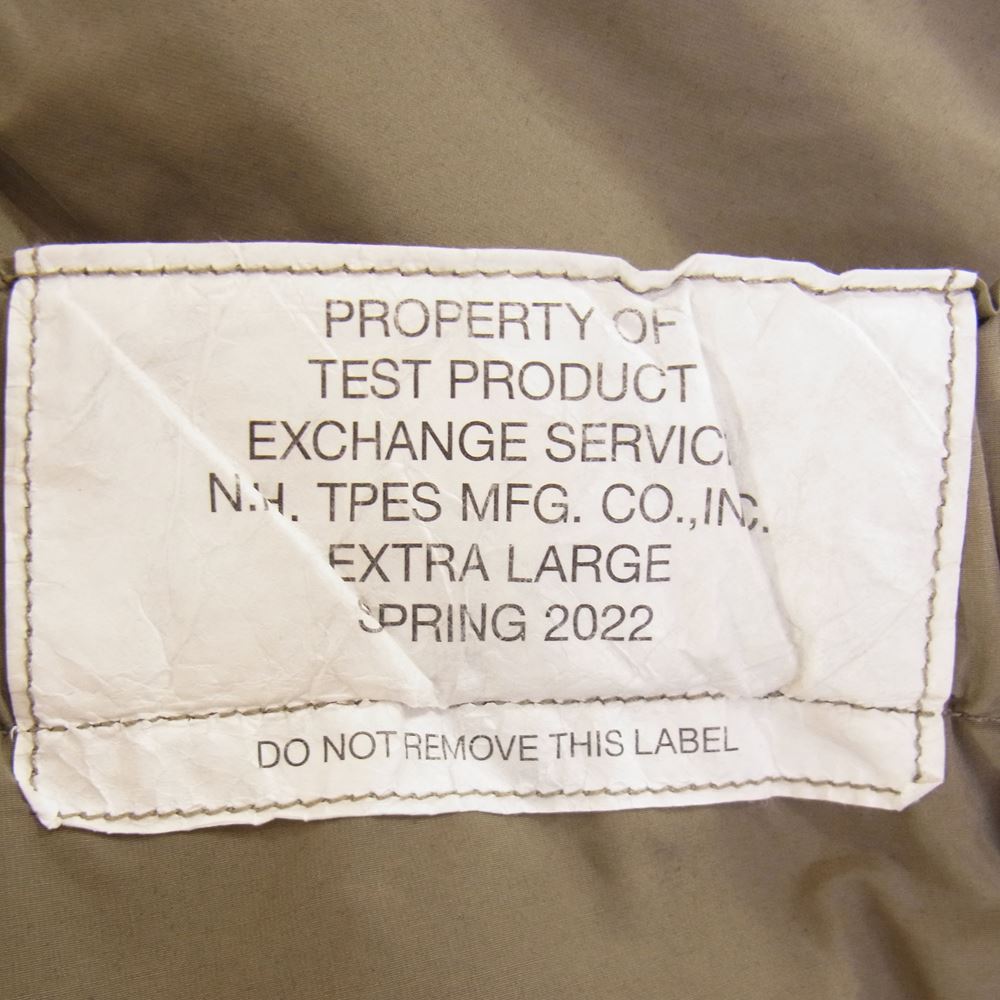 PROPERTY OF
TEST PRODUCT
EXCHANGE SERVICE
N.H. TPES MFG. CO.,INC.
EXTRA LARGE
SPRING 2022
DO NOT REMOVE THIS LABEL